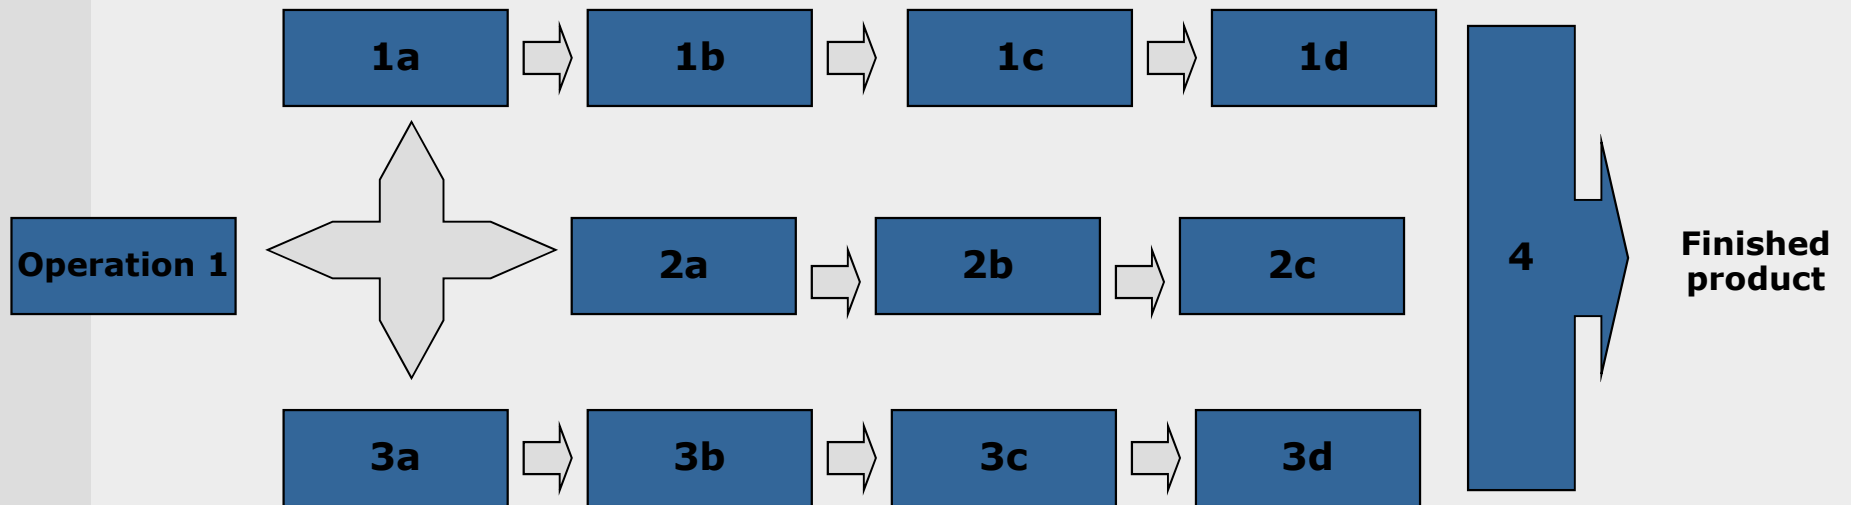 1a
1b
1c
1d
Operation 1
2a
2b
2c
4
Finished
product
3a
3b
3c
3d